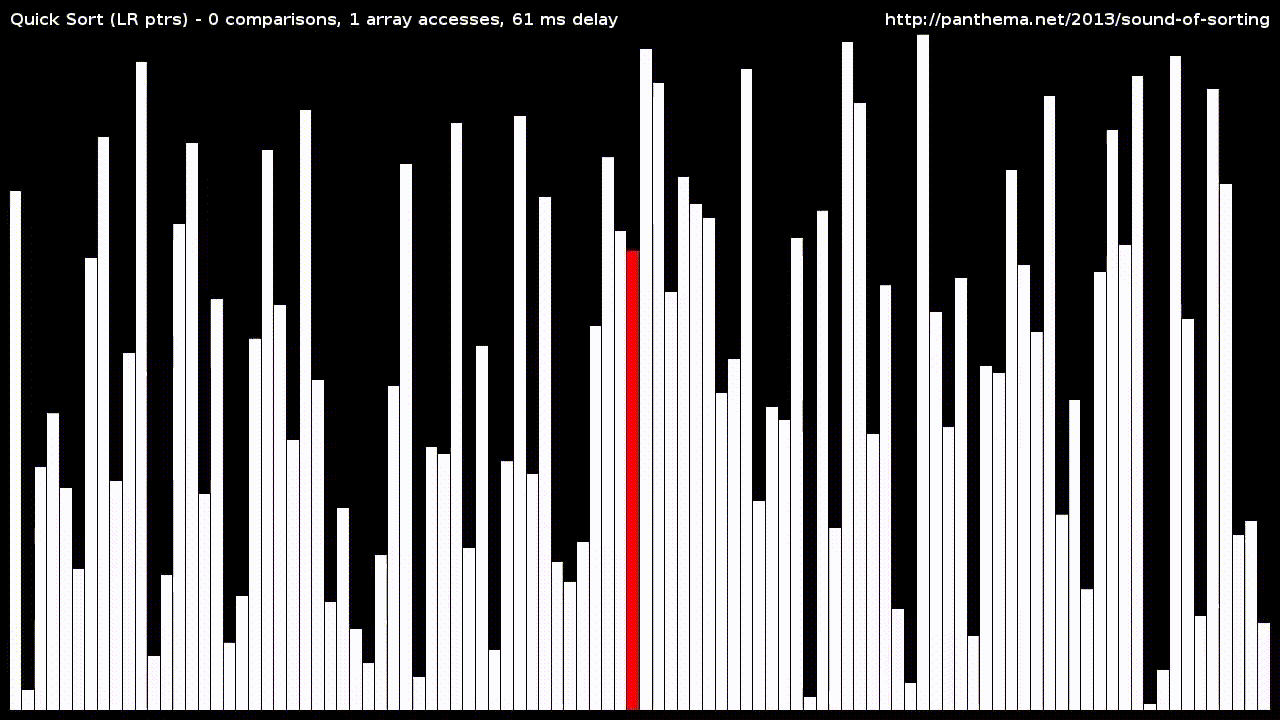 Quick Sort (LR ptrs) - 0 comparisons, 1 array accesses, 61 ms delay
http://panthema.net/2013/sound-of-sorting